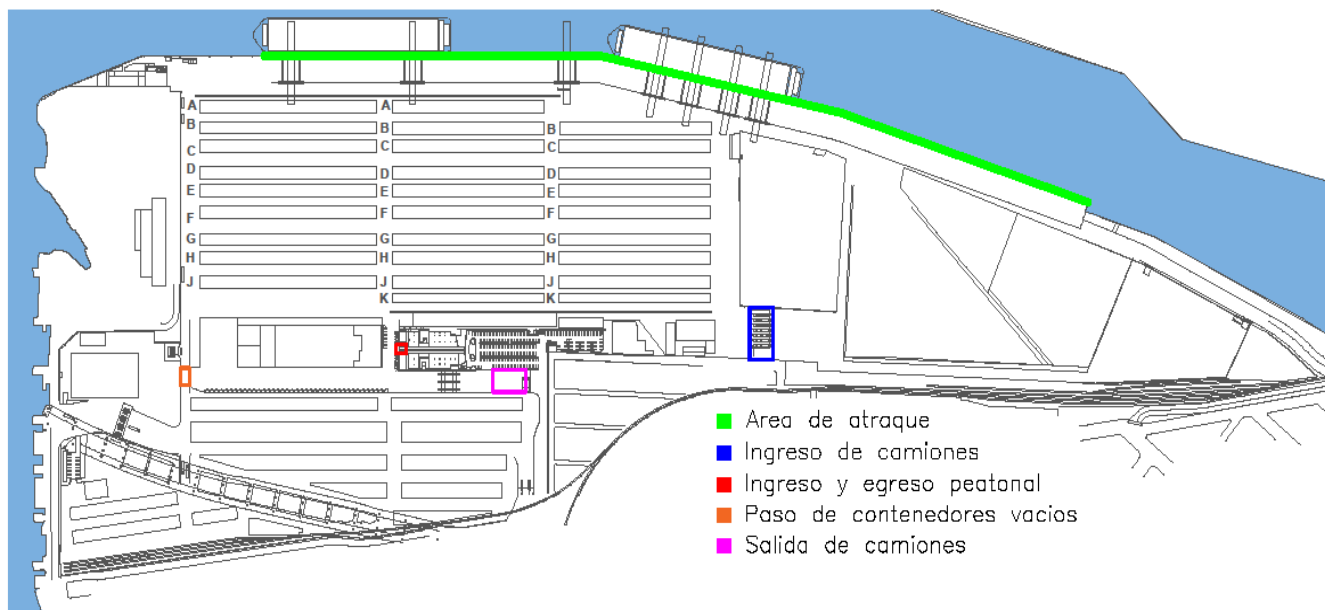 A A
B B B
C C C
D D D
E E E
F F F
G G G
H H H
J J J
K
Area de atraque
Ingreso de camiones
Ingreso y egreso peatonal
Paso de contenedores vacios
Salida de camiones